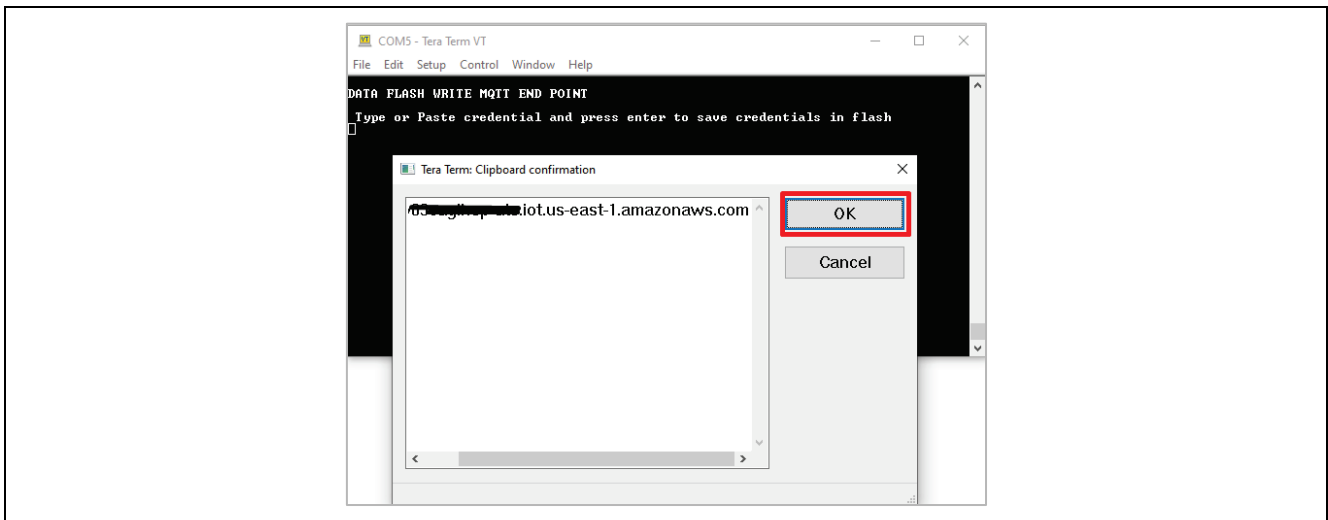 COM5 - Tera Term VT
File Edit Setup Control Window Help
DATA FLASH WRITE MQTT END POINT
Type or Paste credential and press enter to save credentials in flash
Tera Term: Clipboard confirmation
.iot.us-east-1.amazonaws.com
OK
Cancel